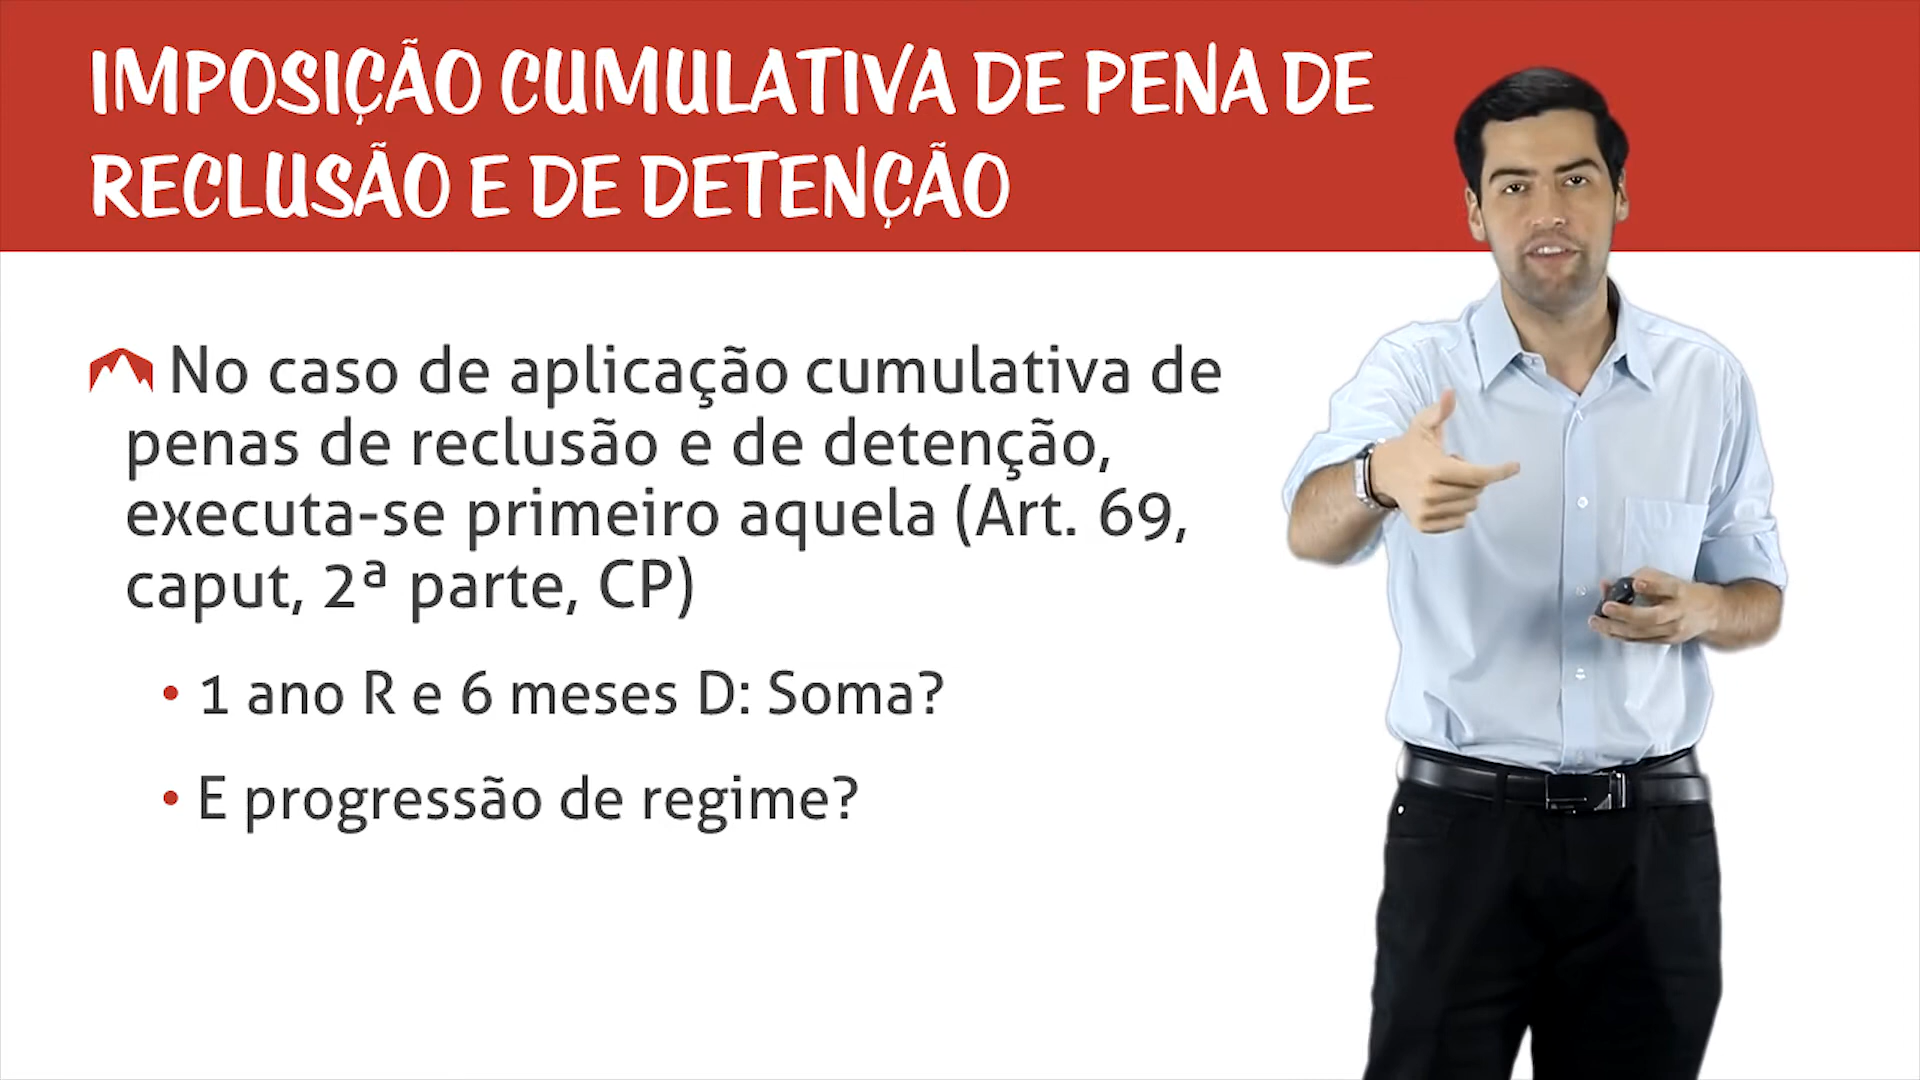 IMPOSIÇÃO CUMULATIVA DE PENA DE
RECLUSÃO E DE DETENÇÃO
No caso de aplicação cumulativa de
penas de reclusão e de detenção,
executa-se primeiro aquela (Art. 69,
caput, 2ª parte, CP)
• 1 ano R e 6 meses D: Soma?
• E progressão de regime?